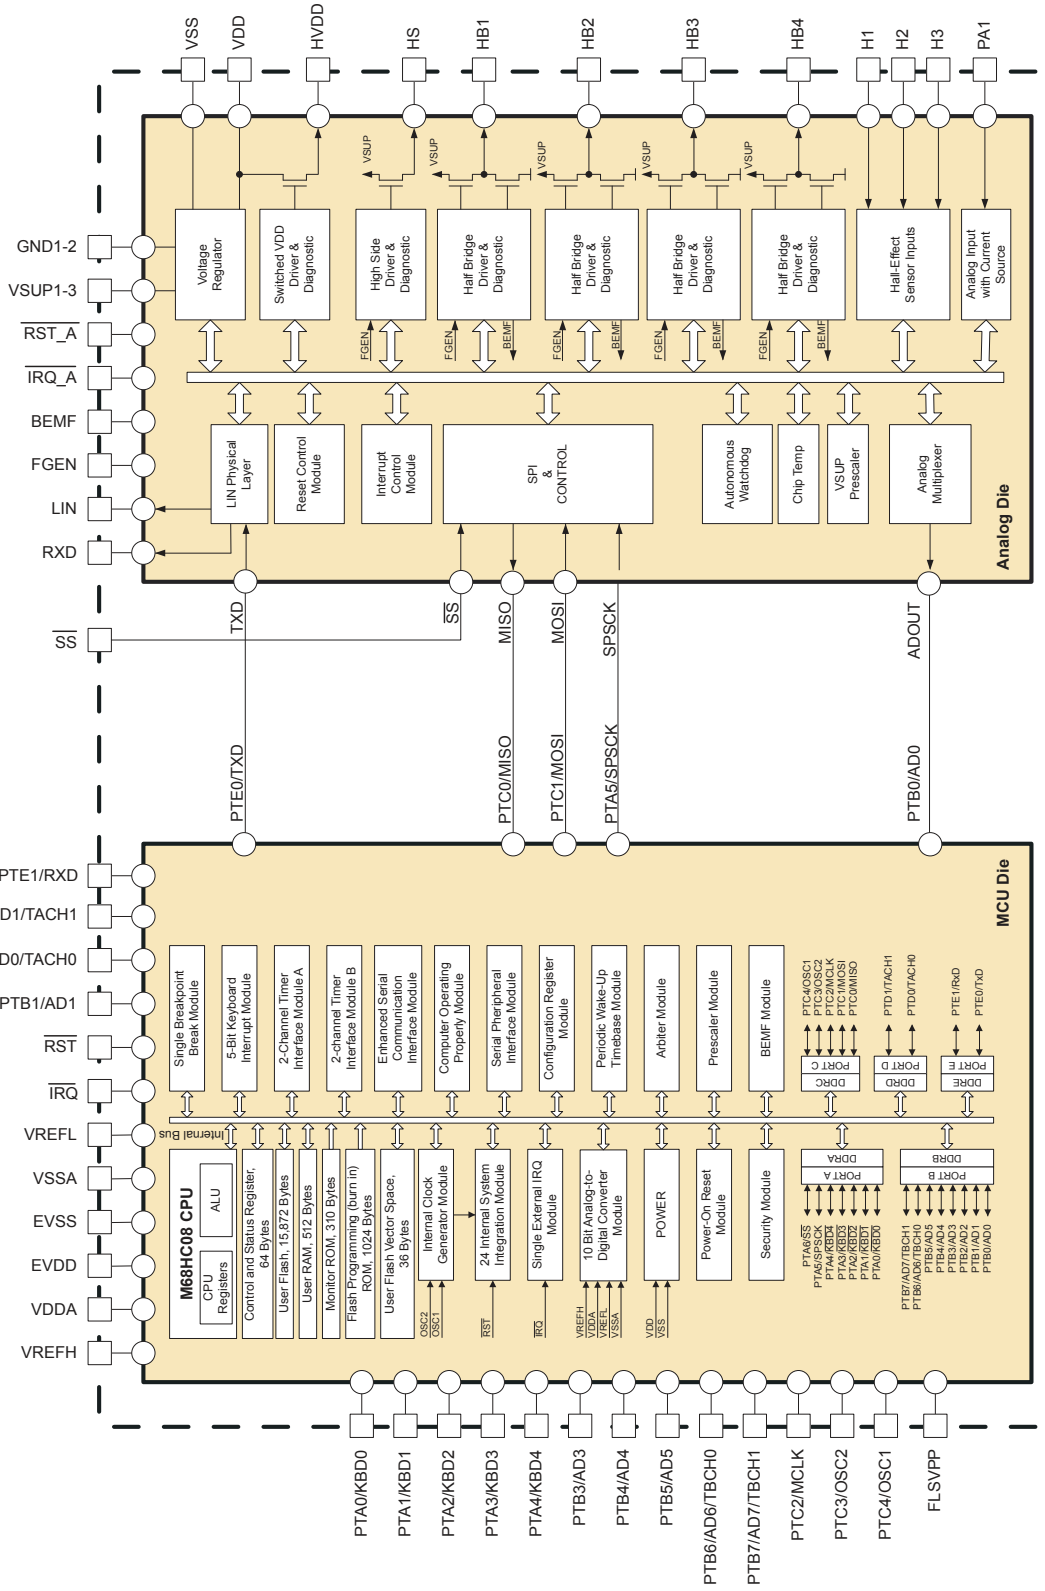 VSS
VDD
HVDD
HS
HB1
HB2
HB3
HB4
H1
H2
H3
PA1
GND1-2
VSUP1-3
RST_A
IRQ_A
BEMF
FGEN
LIN
RXD
SS
VSUP
VSUP
VSUP
VSUP
VSUP
Voltage
Regulator
Switched VDD
Driver &
Diagnostic
High Side
Driver &
Diagnostic
Half Bridge
Driver &
Diagnostic
Half Bridge
Driver &
Diagnostic
Half Bridge
Driver &
Diagnostic
Half Bridge
Driver &
Diagnostic
Hall-Effect
Sensor Inputs
Analog Input
with Current
Source
FGEN
FGEN
BEMF
FGEN
BEMF
FGEN
BEMF
FGEN
BEMF
LIN Physical
Layer
Reset Control
Module
Interrupt
Control
Module
SPI
&
CONTROL
Autonomous
Watchdog
Chip Temp
VSUP
Prescaler
Analog
Multiplexer
Analog Die
TXD
SS
MISO
MOSI
SPSCK
ADOUT
PTE0/TXD
PTC0/MISO
PTC1/MOSI
PTA5/SPSCK
PTB0/AD0
PTE1/RXD
D1/TACH1
D0/TACH0
PTB1/AD1
RST
IRQ
VREFL
VSSA
EVSS
EVDD
VDDA
VREFH
MCU Die
Single Breakpoint
Break Module
5-Bit Keyboard
Interrupt Module
2-Channel Timer
Interface Module A
2-channel Timer
Interface Module B
Enhanced Serial
Communication
Interface Module
Computer Operating
Property Module
Serial Pheripheral
Interface Module
Configuration Register
Module
Periodic Wake-Up
Timebase Module
Arbiter Module
Prescaler Module
BEMF Module
PTC4/OSC1
PTC3/OSC2
PTC2/MCLK
PTC1/MOSI
PTC0/MISO
PORT C
DDRC
PTD1/TACH1
PTD0/TACH0
PORT D
DDRD
PTE1/RxD
PTE0/TxD
PORT E
DDRE
Internal Bus
M68HC08 CPU
CPU
Registers
ALU
Control and Status Register,
64 Bytes
User Flash, 15,872 Bytes
User RAM, 512 Bytes
Monitor ROM, 310 Bytes
Flash Programming (burn in)
ROM, 1024 Bytes
User Flash Vector Space,
36 Bytes
Internal Clock
Generator Module
24 Internal System
Integration Module
Single External IRQ
Module
10 Bit Analog-to-
Digital Converter
Module
POWER
Power-On Reset
Module
Security Module
OSC2
OSC1
RST
IRQ
VREFH
VDDA
VREFL
VSSA
VDD
VSS
DDRA
PORT A
PTA6/SS
PTA5/SPSCK
PTA4/KBD4
PTA3/KBD3
PTA2/KBD2
PTA1/KBD1
PTA0/KBD0
DDRB
PORT B
PTB7/AD7/TBCH1
PTB6/AD6/TBCH0
PTB5/AD5
PTB4/AD4
PTB3/AD3
PTB2/AD2
PTB1/AD1
PTB0/AD0
PTA0/KBD0
PTA1/KBD1
PTA2/KBD2
PTA3/KBD3
PTA4/KBD4
PTB3/AD3
PTB4/AD4
PTB5/AD5
PTB6/AD6/TBCH0
PTB7/AD7/TBCH1
PTC2/MCLK
PTC3/OSC2
PTC4/OSC1
FLSVPP